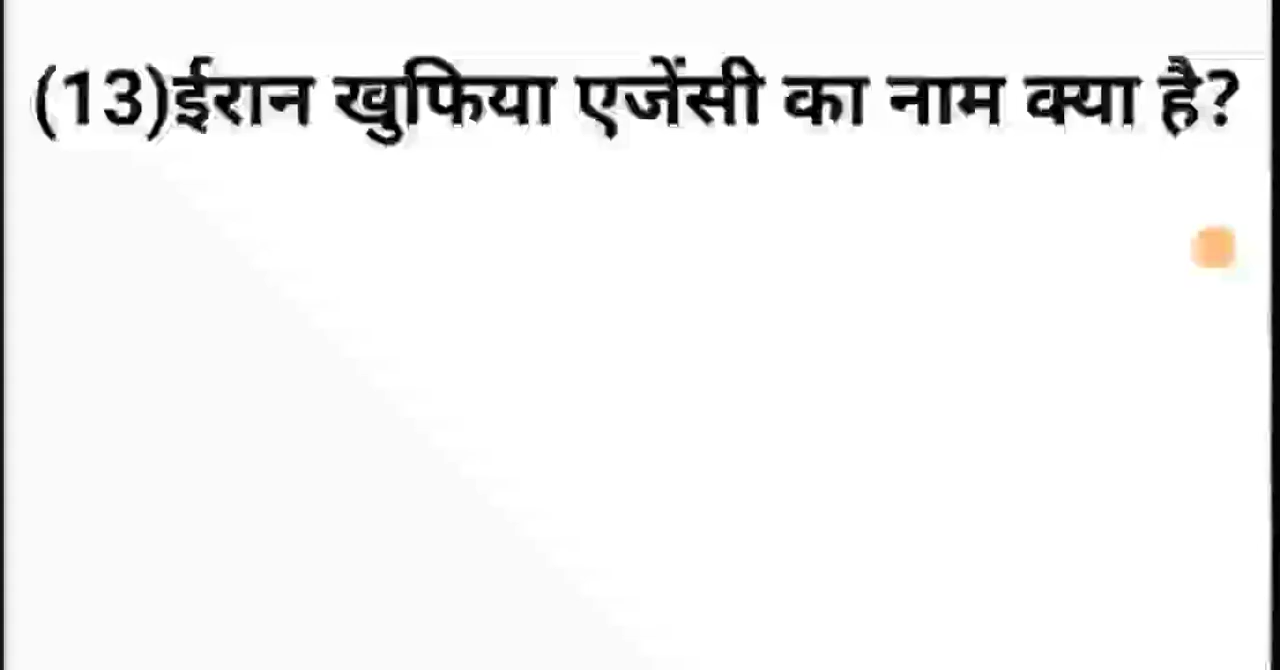 (13)ईरान खुफिया एजेंसी का नाम क्या है?